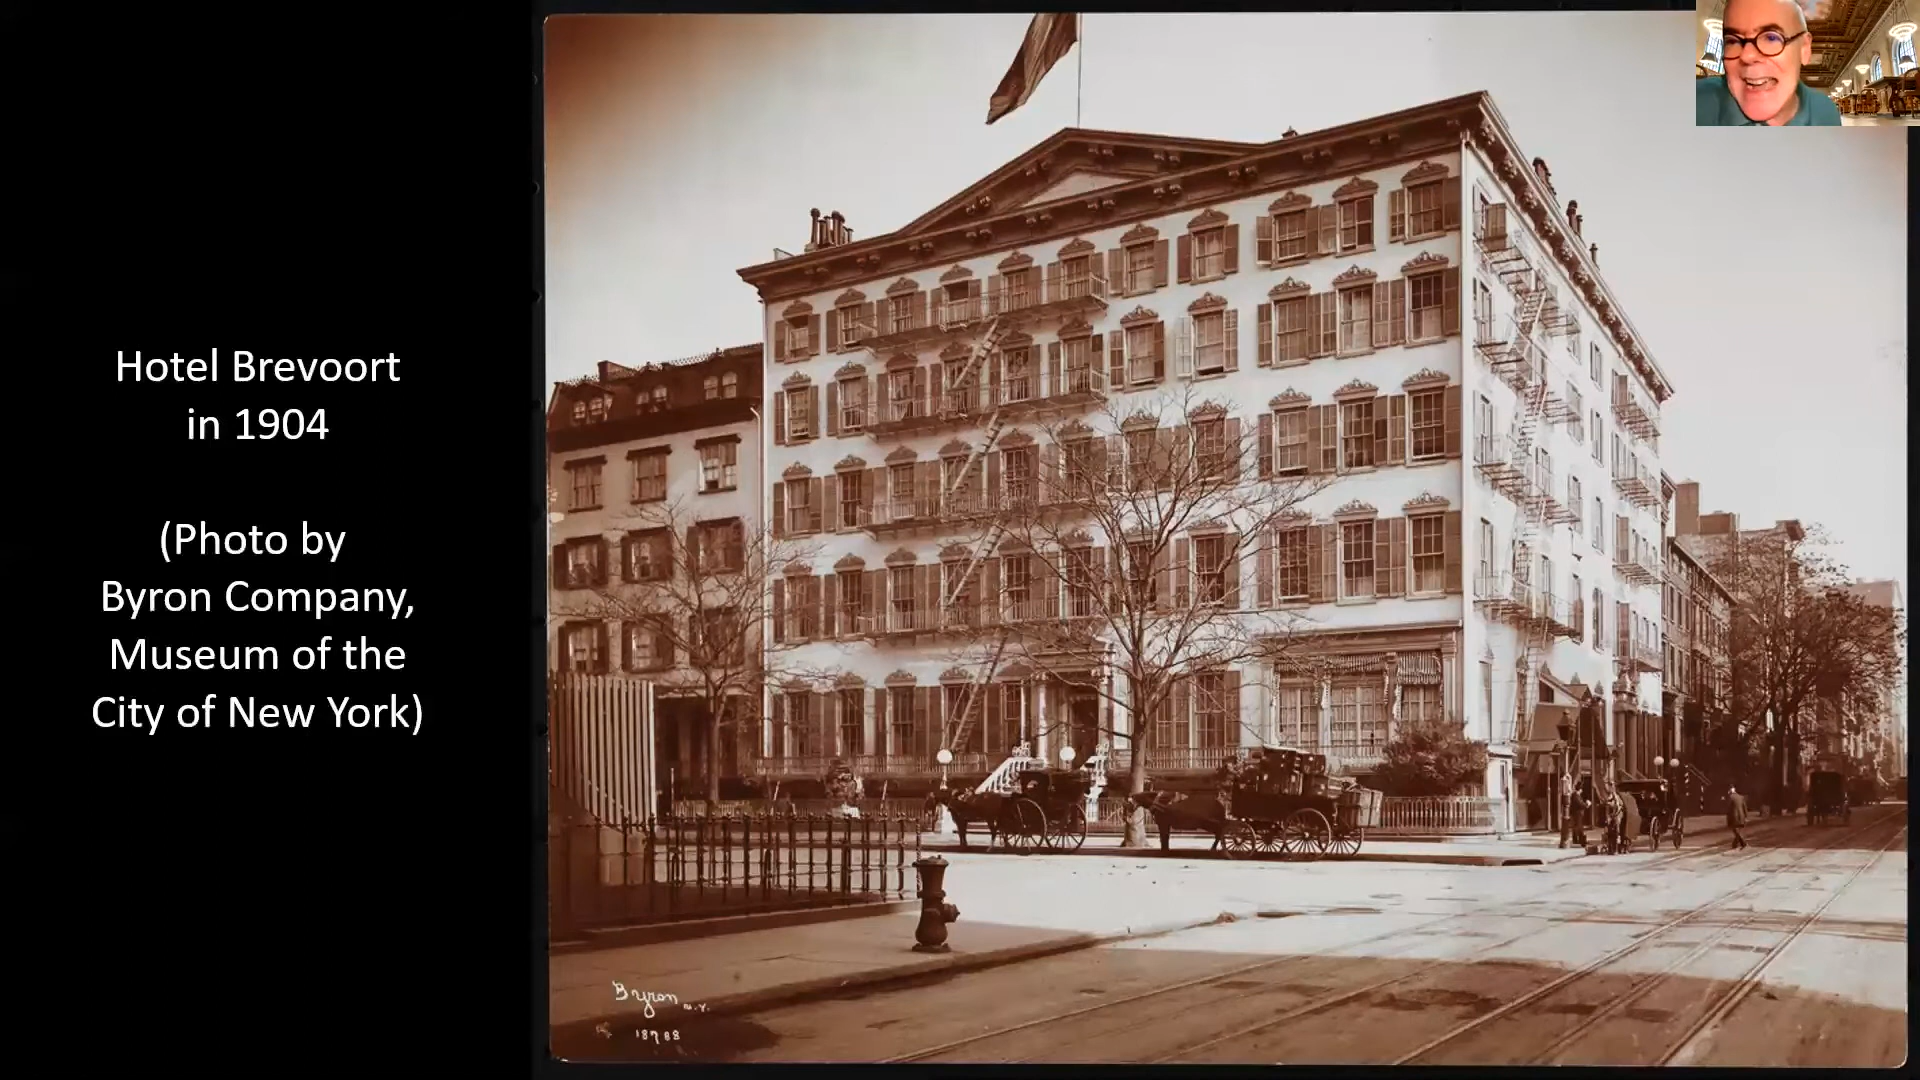 Hotel Brevoort
in 1904
(Photo by
Byron Company,
Museum of the
City of New York)
Byron N.Y.
18788